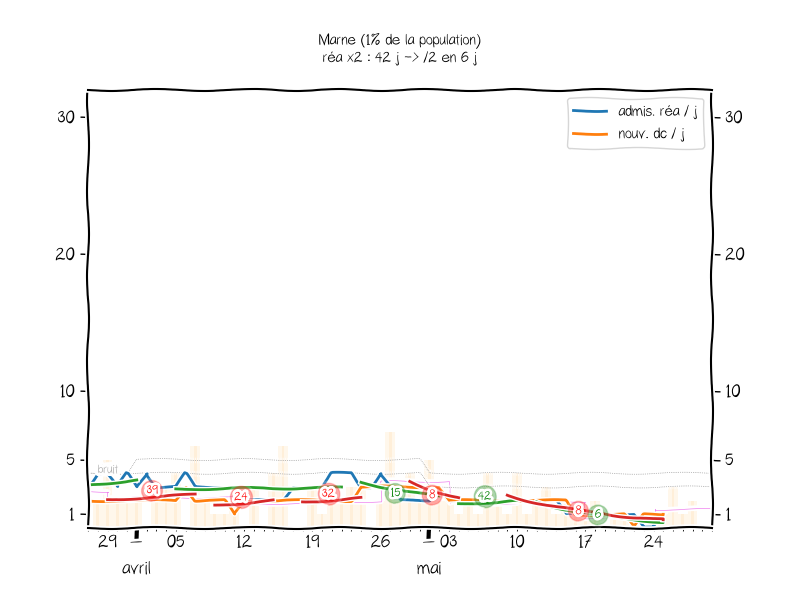 Marne (1% de la population)
réa x2 : 42 j -> /2 en 6 j
admis. réa / j
nouv. dc / j
30 30
20 20
10 10
5 5
bruit
39 24 32 15 8 42 8 6
1 1
29 05 12 19 26 03 10 17 24
avril mai